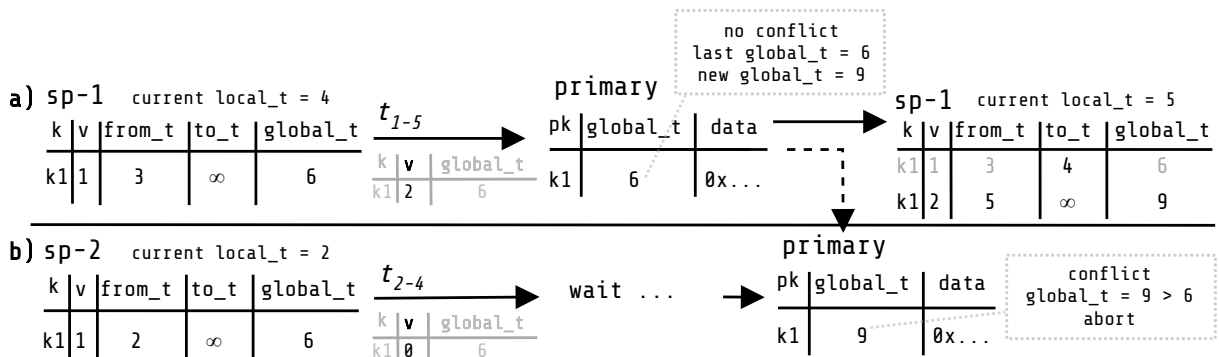 no conflict
last global_t = 6
new global_t = 9
a) sp-1 current local_t = 4
k v from_t to_t global_t
k1 1 3 ∞ 6
t1-5
k v global_t
k1 2 6
primary
pk global_t data
k1 6 0x...
sp-1 current local_t = 5
k v from_t to_t global_t
k1 1 3 4 6
k1 2 5 ∞ 9
b) sp-2 current local_t = 2
k v from_t to_t global_t
k1 1 2 ∞ 6
t2-4
k v global_t
k1 0 6
wait ...
primary
pk global_t data
k1 9 0x...
conflict
global_t = 9 > 6
abort